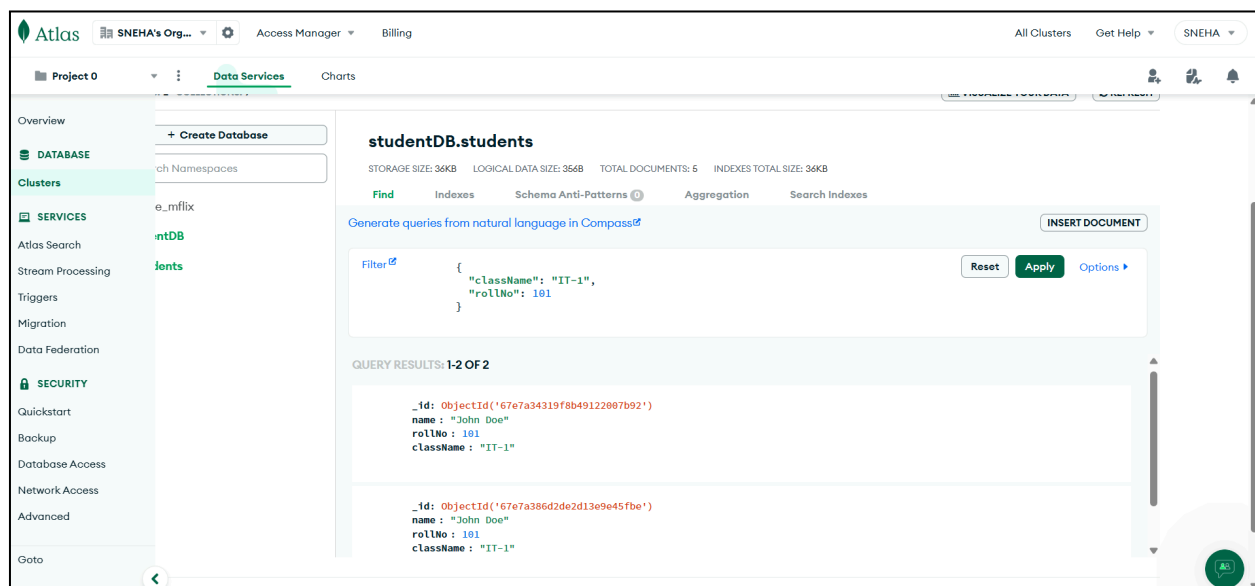 Atlas SNEHA's Org... Access Manager Billing All Clusters Get Help SNEHA
Project 0 Data Services Charts
VISUALIZE YOUR DATA REFRESH
Overview
DATABASE
Clusters
SERVICES
Atlas Search
Stream Processing
Triggers
Migration
Data Federation
SECURITY
Quickstart
Backup
Database Access
Network Access
Advanced
Goto
+ Create Database
ch Namespaces
e_mflix
entDB
dents
studentDB.students
STORAGE SIZE: 36KB LOGICAL DATA SIZE: 356B TOTAL DOCUMENTS: 5 INDEXES TOTAL SIZE: 36KB
Find Indexes Schema Anti-Patterns 0 Aggregation Search Indexes
Generate queries from natural language in Compass
INSERT DOCUMENT
Filter
{
"className": "IT-1",
"rollNo": 101
}
Reset Apply Options
QUERY RESULTS: 1-2 OF 2
_id: ObjectId('67e7a34319f8b49122007b92')
name : "John Doe"
rollNo : 101
className : "IT-1"
_id: ObjectId('67e7a386d2de2d13e9e45fbe')
name : "John Doe"
rollNo : 101
className : "IT-1"